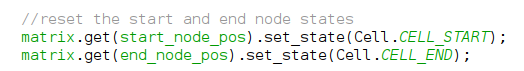 //reset the start and end node states
matrix.get(start_node_pos).set_state(Cell.CELL_START);
matrix.get(end_node_pos).set_state(Cell.CELL_END);